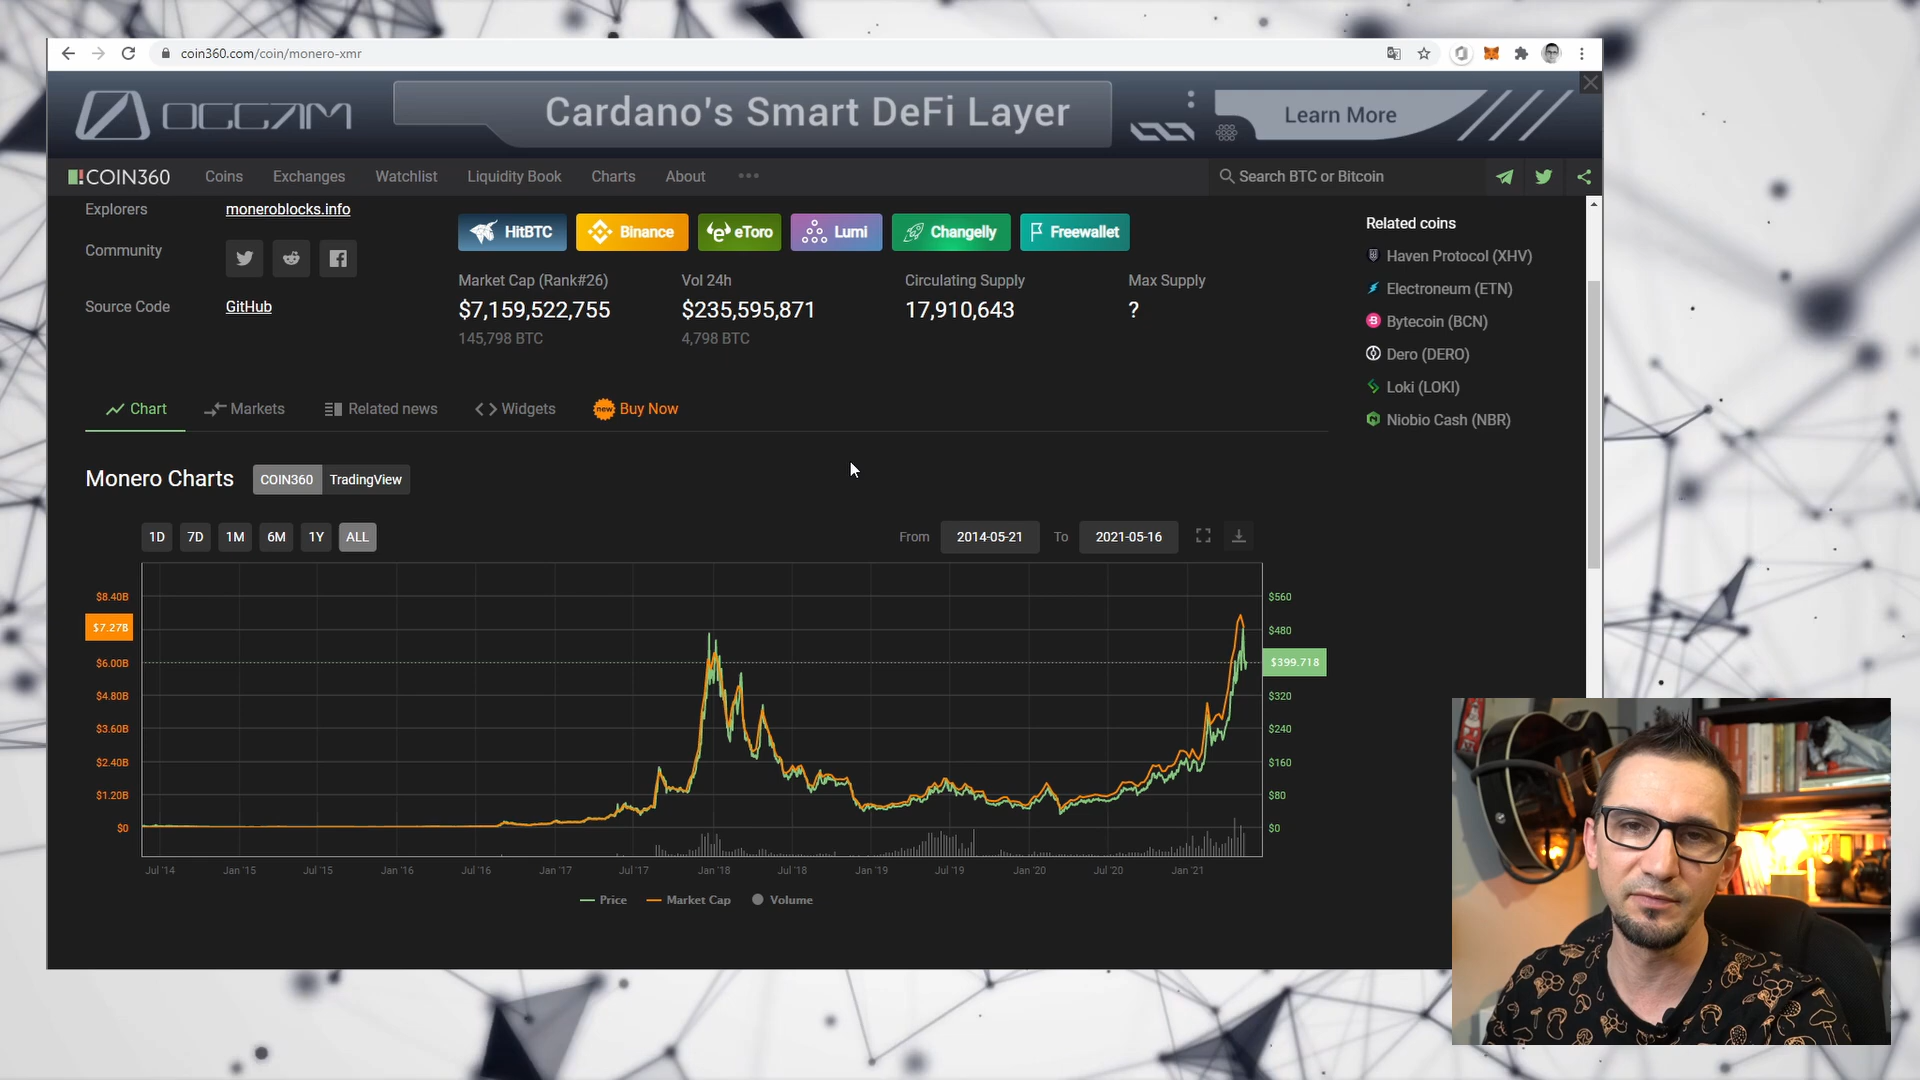 coin360.com/coin/monero-xmr
OCCAM
Cardano's Smart DeFi Layer
Learn More
COIN360
Coins
Exchanges
Watchlist
Liquidity Book
Charts
About
Search BTC or Bitcoin
Explorers
moneroblocks.info
Community
Source Code
GitHub
HitBTC
Binance
eToro
Lumi
Changelly
Freewallet
Market Cap (Rank#26)
$7,159,522,755
145,798 BTC
Vol 24h
$235,595,871
4,798 BTC
Circulating Supply
17,910,643
Max Supply
?
Related coins
Haven Protocol (XHV)
Electroneum (ETN)
Bytecoin (BCN)
Dero (DERO)
Loki (LOKI)
Niobio Cash (NBR)
Chart
Markets
Related news
Widgets
new
Buy Now
Monero Charts
COIN360
TradingView
1D
7D
1M
6M
1Y
ALL
From
2014-05-21
To
2021-05-16
$8.40B
$7.27B
$6.00B
$4.80B
$3.60B
$2.40B
$1.20B
$0
$560
$480
$399.718
$320
$240
$160
$80
$0
Jul '14
Jan '15
Jul '15
Jan '16
Jul '16
Jan '17
Jul '17
Jan '18
Jul '18
Jan '19
Jul '19
Jan '20
Jul '20
Jan '21
Price
Market Cap
Volume